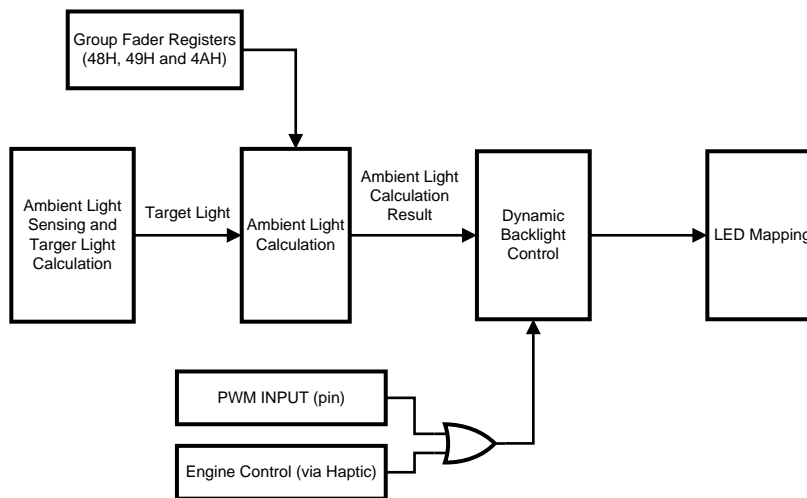 Group Fader Registers
(48H, 49H and 4AH)
Ambient Light
Sensing and
Targer Light
Calculation
Target Light
Ambient Light
Calculation
Ambient Light
Calculation
Result
Dynamic
Backlight
Control
LED Mapping
PWM INPUT (pin)
Engine Control (via Haptic)